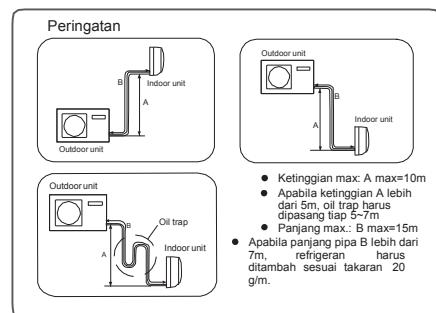 Peringatan
B
A
Indoor unit
Outdoor unit
Outdoor unit
B
A
Indoor unit
Outdoor unit
B
Oil trap
A
Indoor unit
● Ketinggian max: A max=10m
● Apabila ketinggian A lebih
dari 5m, oil trap harus
dipasang tiap 5~7m
● Panjang max.: B max=15m
● Apabila panjang pipa B lebih dari
7m, refrigeran harus
ditambah sesuai takaran 20
g/m.